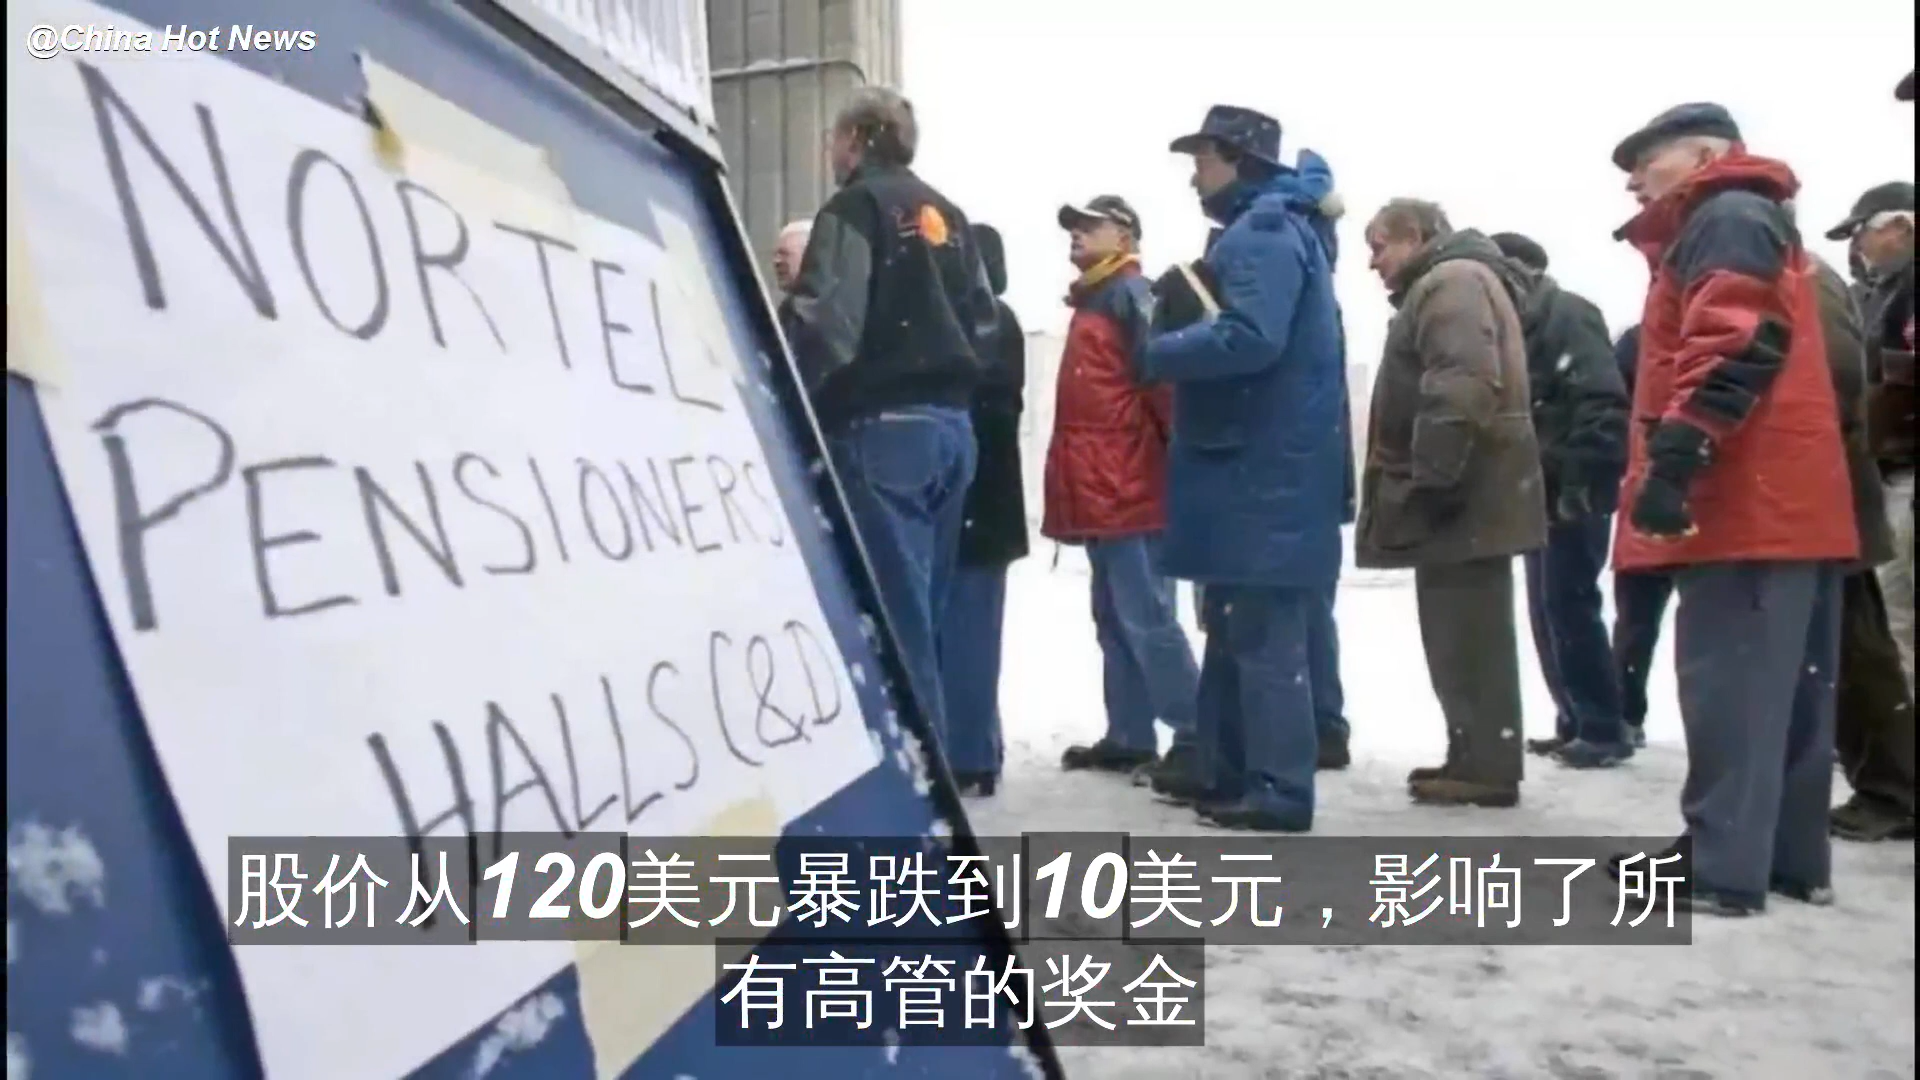 @China Hot News
NORTEL
PENSIONERS
HALLS C&D
股价从120美元暴跌到10美元，影响了所
有高管的奖金